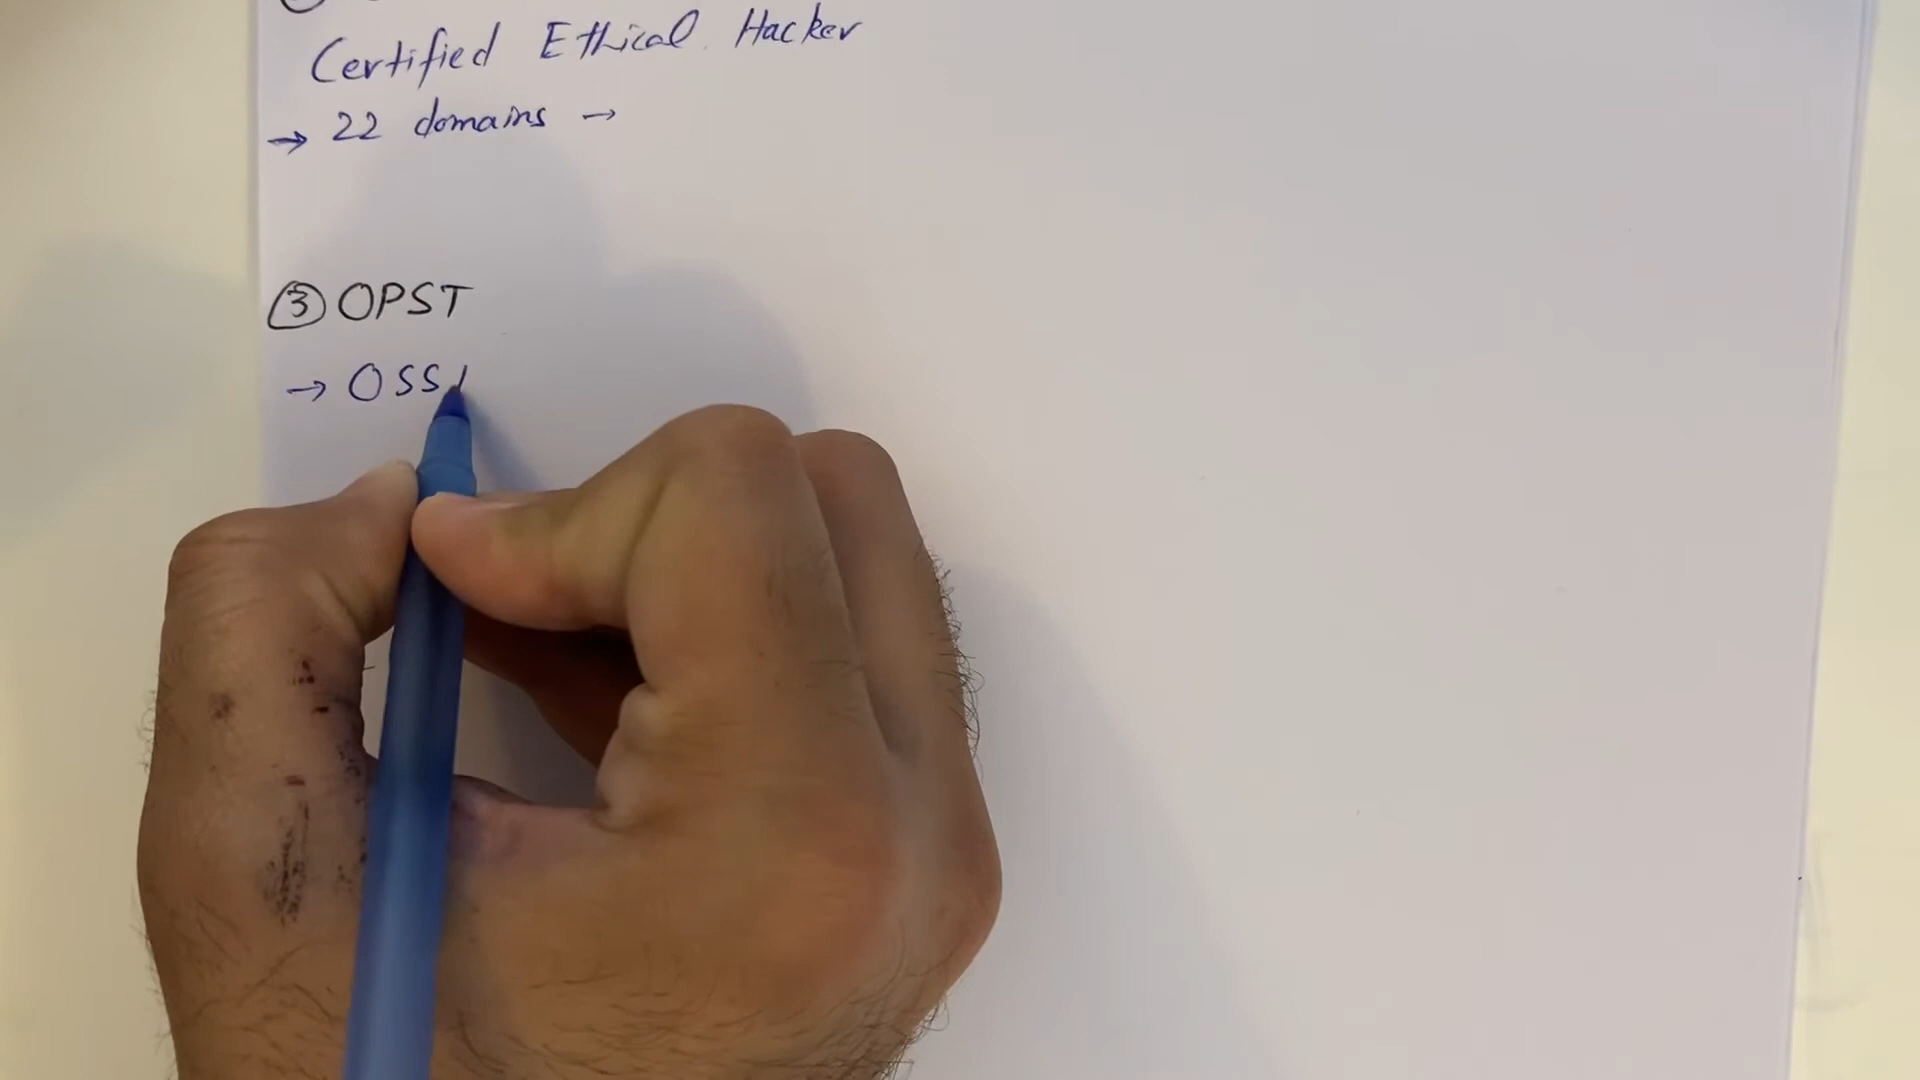 Certified Ethical Hacker
→ 22 domains →
③ OPST
→ OSS